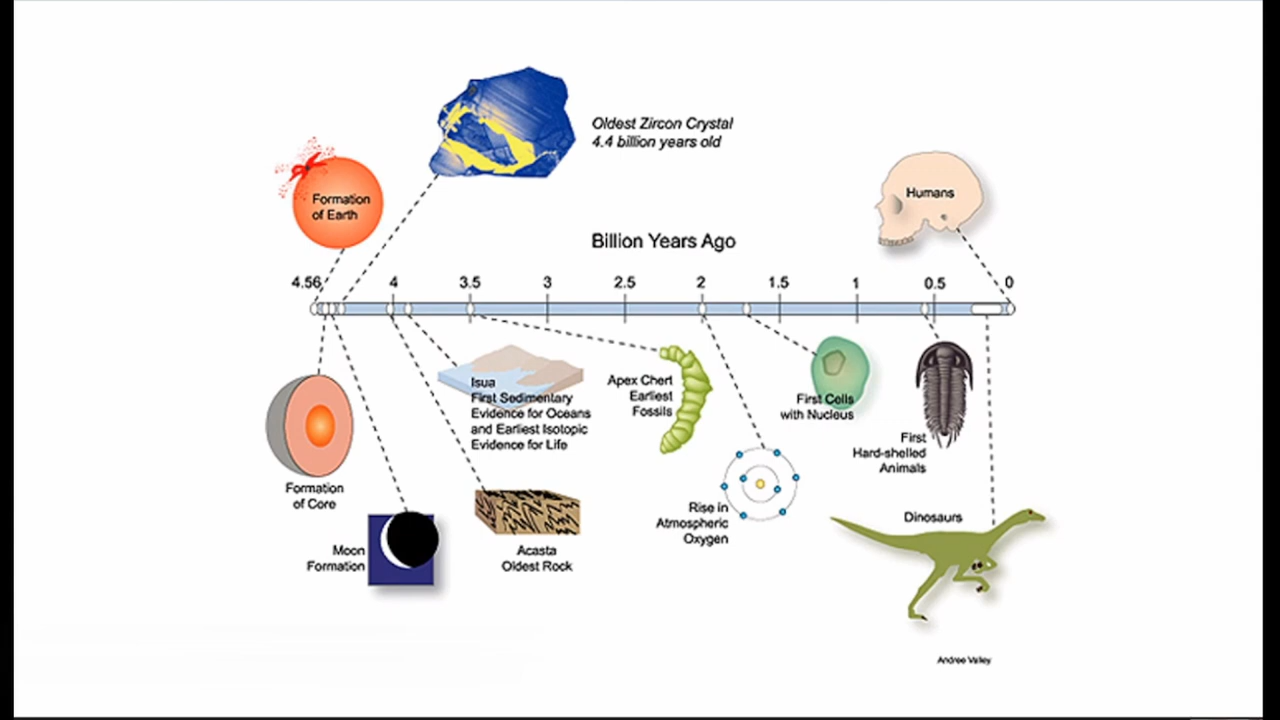 Oldest Zircon Crystal
4.4 billion years old
Formation
of Earth
Humans
Billion Years Ago
4.56 4 3.5 3 2.5 2 1.5 1 0.5 0
Isua
First Sedimentary
Evidence for Oceans
and Earliest Isotopic
Evidence for Life
Apex Chert
Earliest
Fossils
First Cells
with Nucleus
First
Hard-shelled
Animals
Formation
of Core
Rise in
Atmospheric
Oxygen
Dinosaurs
Moon
Formation
Acasta
Oldest Rock
Andree Valley